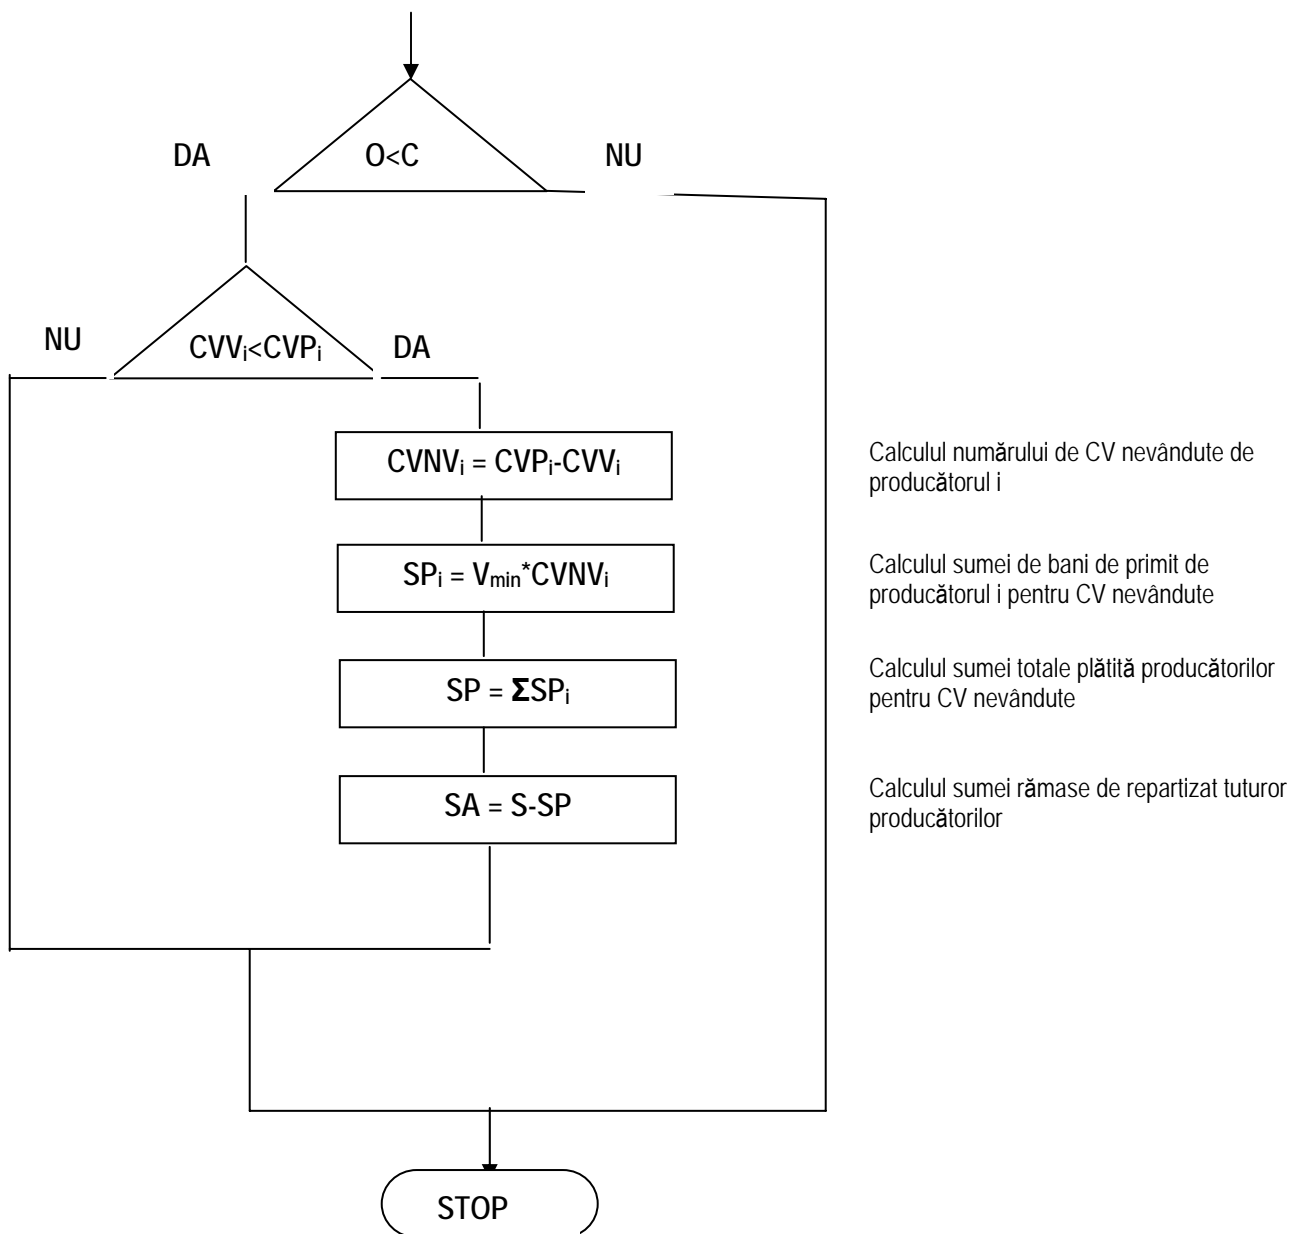 DA O<C NU
NU CVVi<CVPi DA
CVNVi = CVPi-CVVi
Calculul numărului de CV nevândute de
producătorul i
SPi = Vmin*CVNVi
Calculul sumei de bani de primit de
producătorul i pentru CV nevândute
SP = ΣSPi
Calculul sumei totale plătită producătorilor
pentru CV nevândute
SA = S-SP
Calculul sumei rămase de repartizat tuturor
producătorilor
STOP